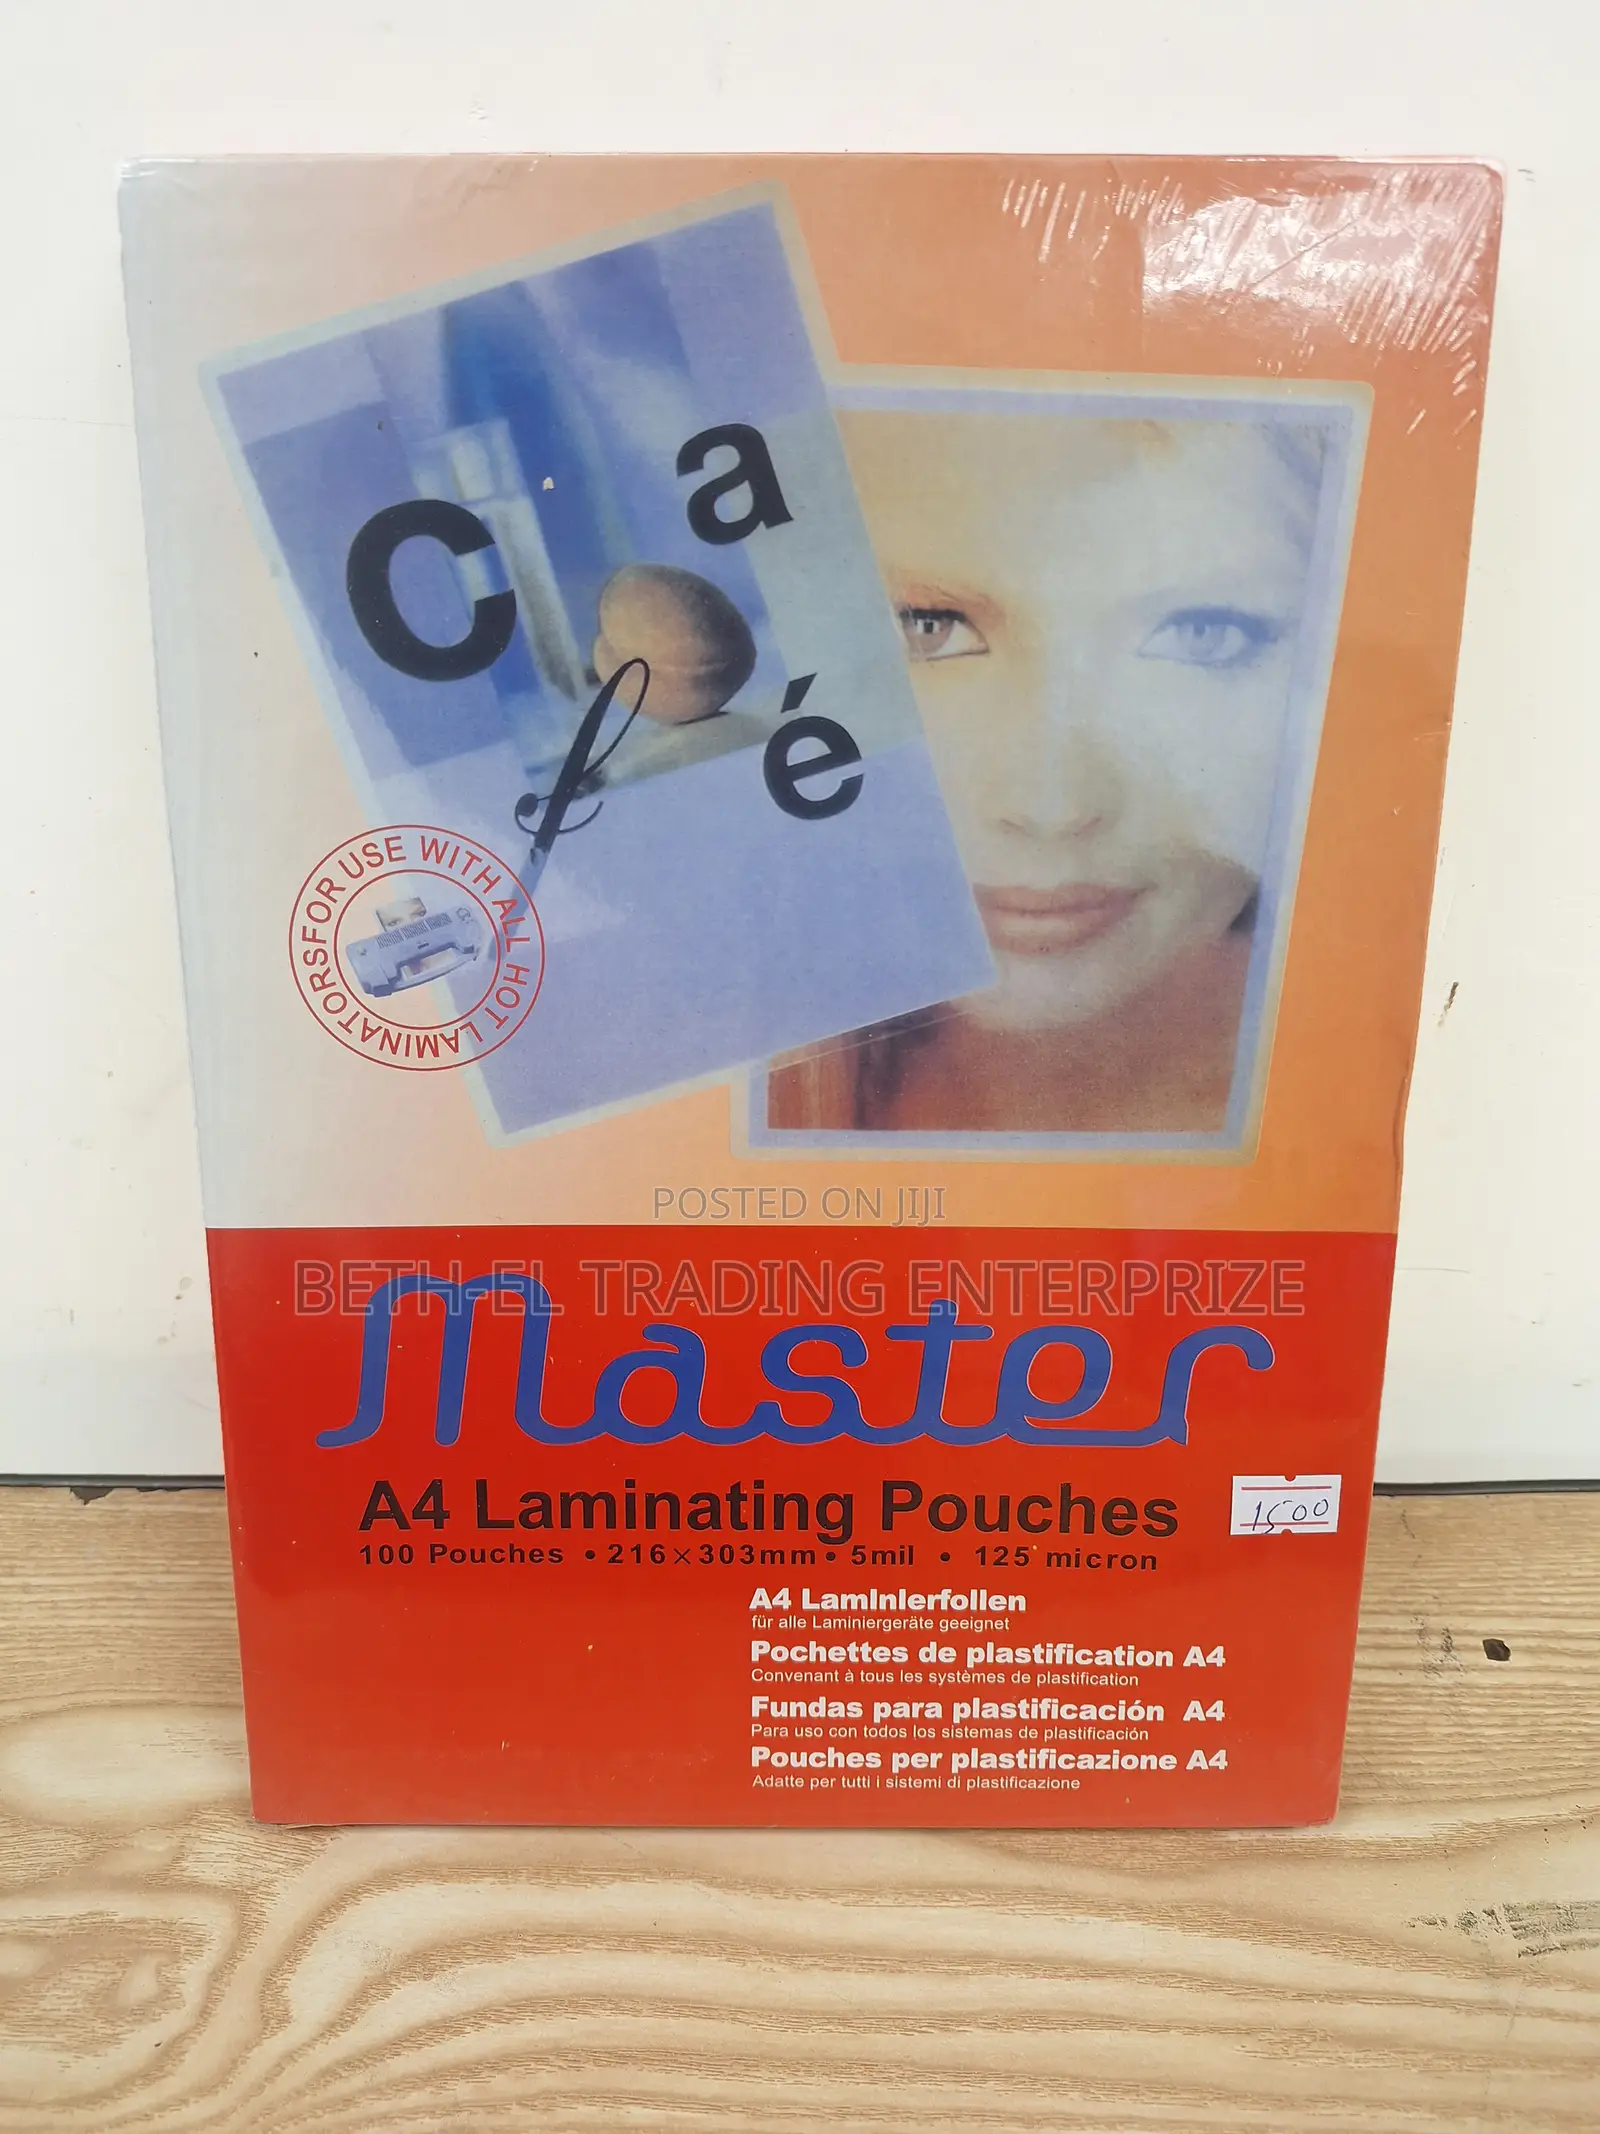 C a
f é
FOR USE WITH ALL HOT LAMINATORS
POSTED ON JIJI
BETH-EL TRADING ENTERPRIZE
Master
A4 Laminating Pouches
1500
100 Pouches • 216×303mm • 5mil • 125 micron
A4 Laminierfollen
für alle Laminiergeräte geeignet
Pochettes de plastification A4
Convenant à tous les systèmes de plastification
Fundas para plastificación A4
Para uso con todos los sistemas de plastificación
Pouches per plastificazione A4
Adatte per tutti i sistemi di plastificazione